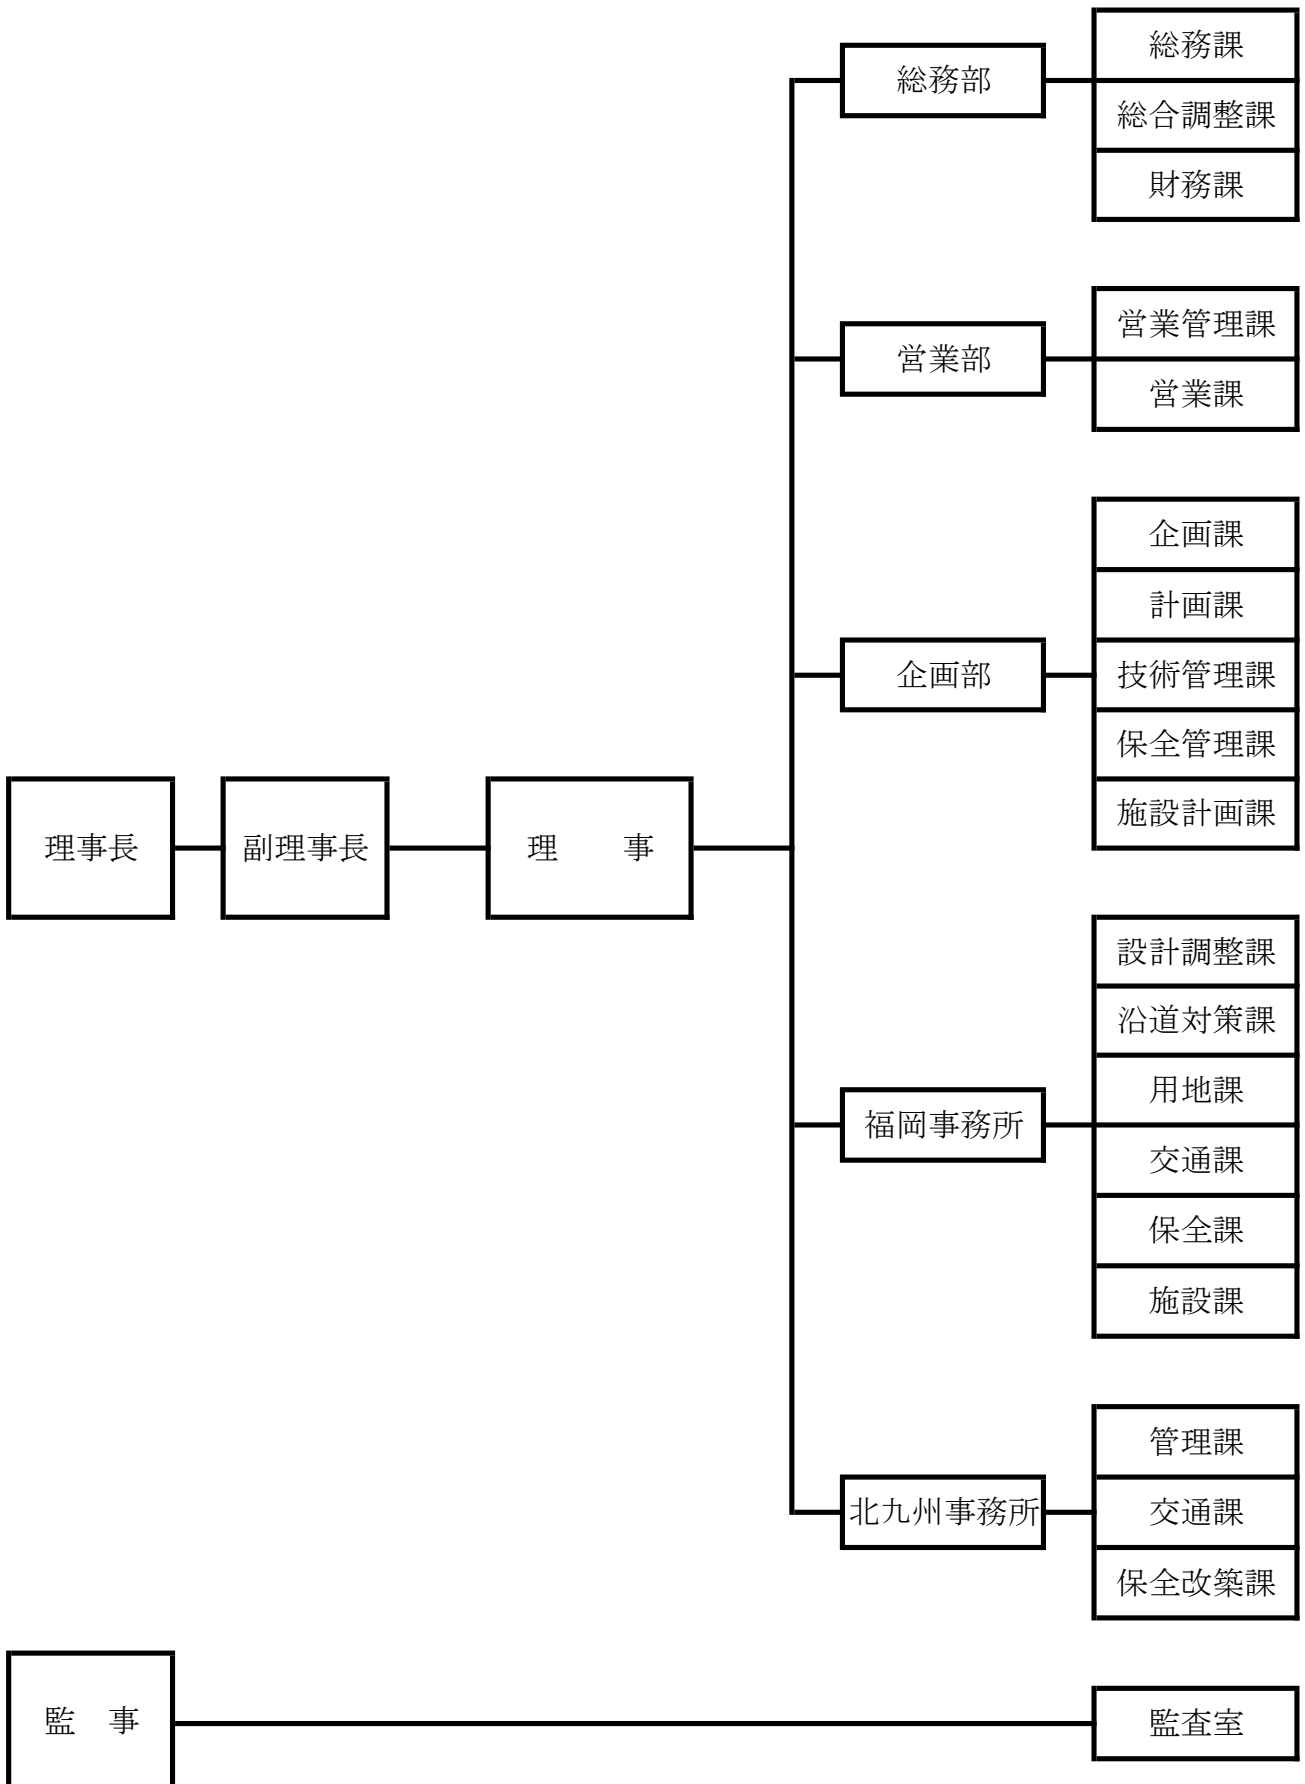 総務部
総務課
総合調整課
財務課
営業部
営業管理課
営業課
企画部
企画課
計画課
技術管理課
保全管理課
施設計画課
理事長
副理事長
理　　事
福岡事務所
設計調整課
沿道対策課
用地課
交通課
保全課
施設課
北九州事務所
管理課
交通課
保全改築課
監　事
監査室